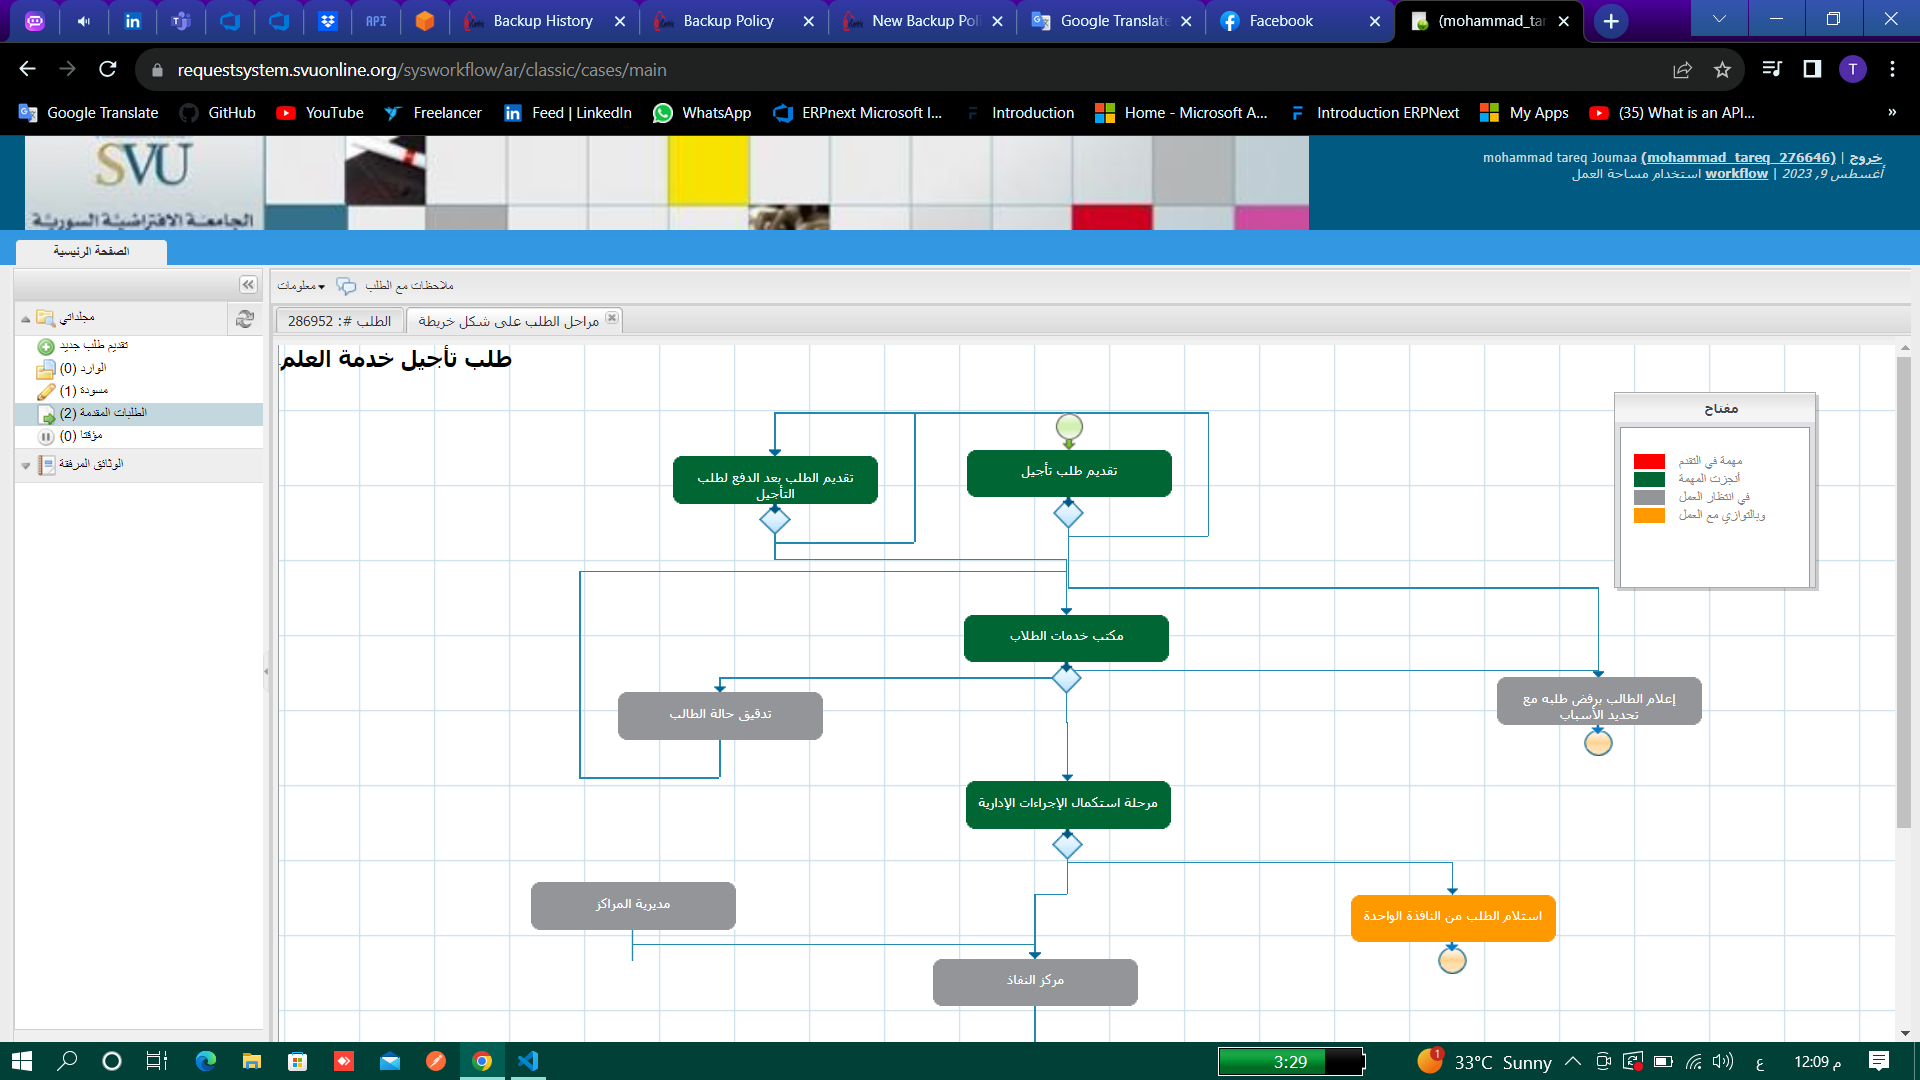 Backup History
Backup Policy
New Backup Poli
Google Translate
Facebook
(mohammad_tar
requestsystem.svuonline.org/sysworkflow/ar/classic/cases/main
T
Google Translate
GitHub
YouTube
Freelancer
Feed | LinkedIn
WhatsApp
ERPnext Microsoft I...
Introduction
Home - Microsoft A...
Introduction ERPNext
My Apps
(35) What is an API...
»
API
SVU
الجامعة الافتراضية السورية
mohammad tareq Joumaa (mohammad_tareq_276646) | خروج
أغسطس 9, 2023 | workflow استخدام مساحة العمل
الصفحة الرئيسية
معلومات
ملاحظات مع الطلب
مجلداتي
تقديم طلب جديد
الوارد (0)
مسودة (1)
الطلبات المقدمة (2)
مؤقتا (0)
الوثائق المرفقة
الطلب #: 286952
مراحل الطلب على شكل خريطة
طلب تأجيل خدمة العلم
مفتاح
مهمة في التقدم
أنجزت المهمة
في انتظار العمل
وبالتوازي مع العمل
تقديم طلب تأجيل
تقديم الطلب بعد الدفع لطلب
التأجيل
مكتب خدمات الطلاب
تدقيق حالة الطالب
إعلام الطالب برفض طلبه مع
تحديد الأسباب
مرحلة استكمال الإجراءات الإدارية
مديرية المراكز
استلام الطلب من النافذة الواحدة
مركز النفاذ
3:29
1
33°C Sunny
ع
12:09 م